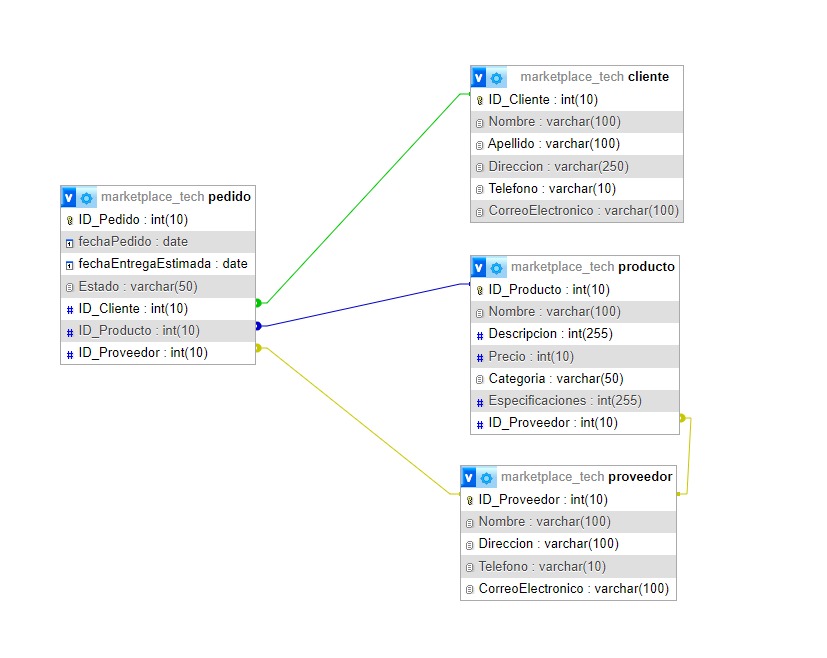 marketplace_tech cliente
ID_Cliente : int(10)
Nombre : varchar(100)
Apellido : varchar(100)
Direccion : varchar(250)
Telefono : varchar(10)
CorreoElectronico : varchar(100)
marketplace_tech pedido
ID_Pedido : int(10)
fechaPedido : date
fechaEntregaEstimada : date
Estado : varchar(50)
ID_Cliente : int(10)
ID_Producto : int(10)
ID_Proveedor : int(10)
marketplace_tech producto
ID_Producto : int(10)
Nombre : varchar(100)
Descripcion : int(255)
Precio : int(10)
Categoria : varchar(50)
Especificaciones : int(255)
ID_Proveedor : int(10)
marketplace_tech proveedor
ID_Proveedor : int(10)
Nombre : varchar(100)
Direccion : varchar(100)
Telefono : varchar(10)
CorreoElectronico : varchar(100)